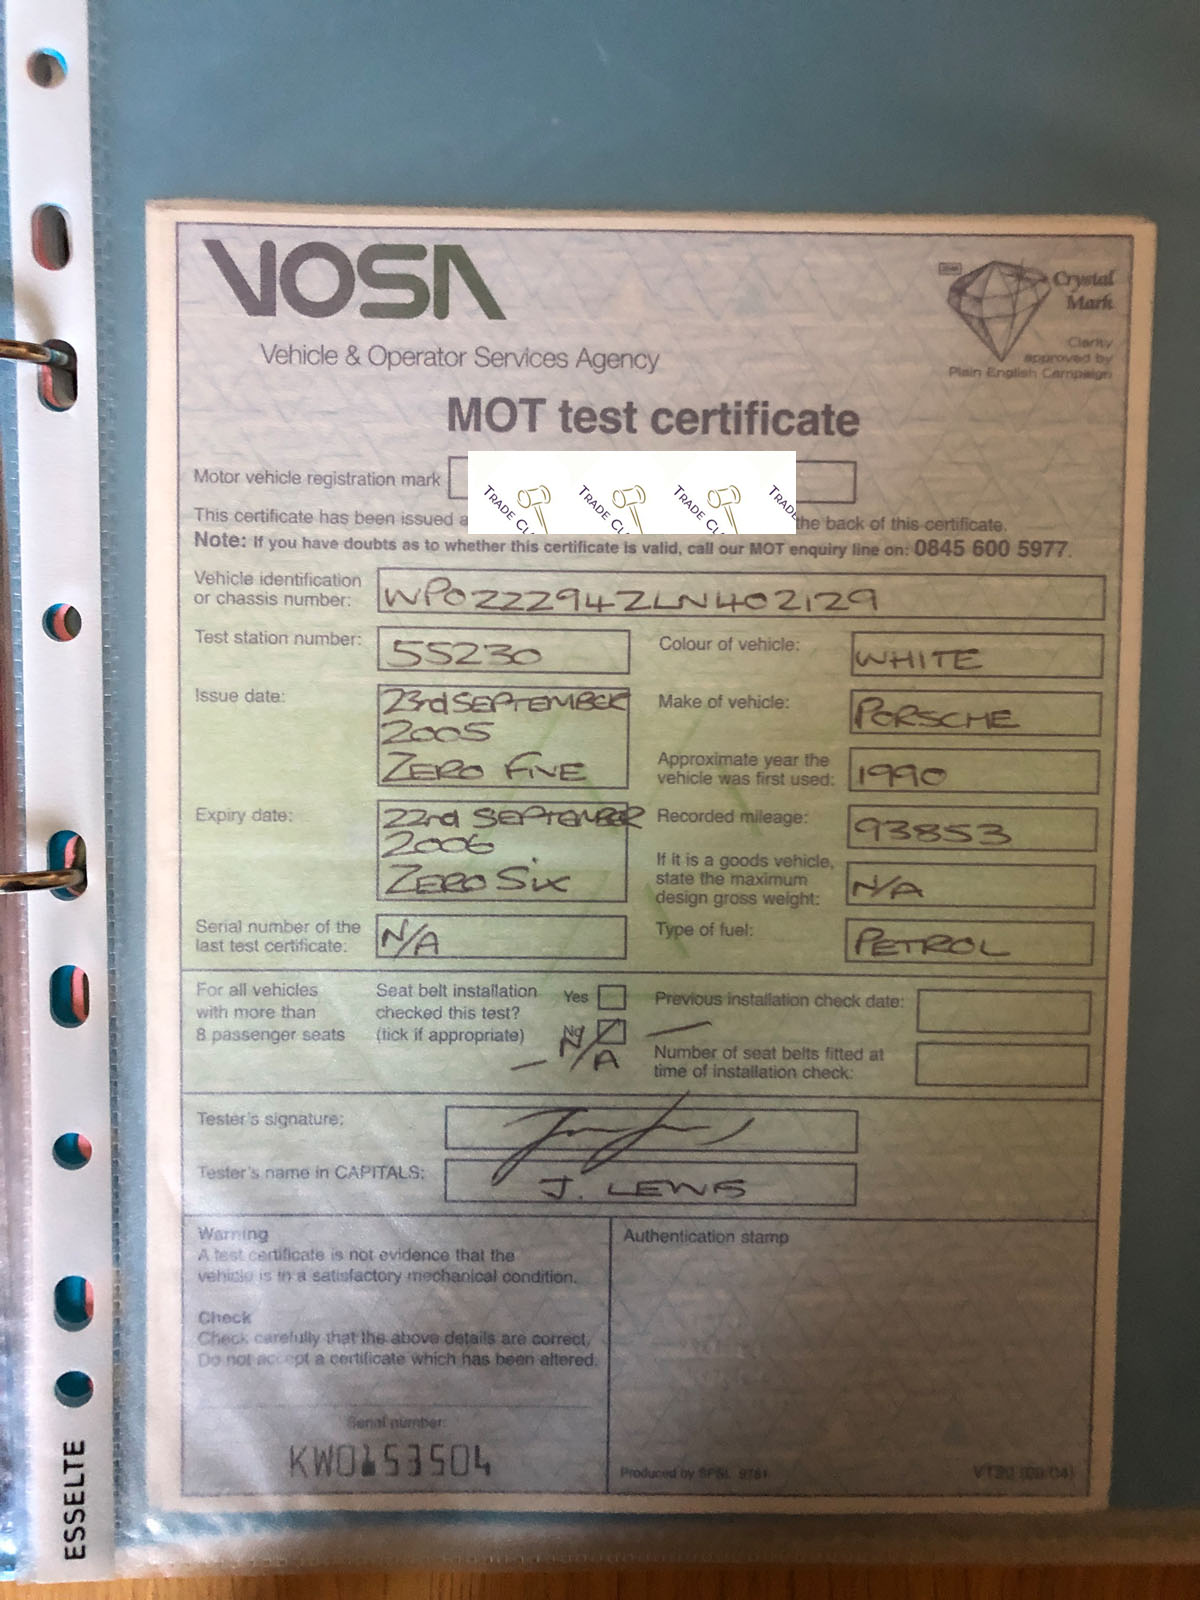 VOSA
Vehicle & Operator Services Agency
Crystal
Mark
Clarity
approved by
Plain English Campaign
MOT test certificate
Motor vehicle registration mark
TRADE CL TRADE CL TRADE CL TRADE
This certificate has been issued a
the back of this certificate.
Note: If you have doubts as to whether this certificate is valid, call our MOT enquiry line on: 0845 600 5977.
Vehicle identification
or chassis number:
WP0ZZZ94ZLN402129
Test station number:
55230
Colour of vehicle:
WHITE
Issue date:
23rd SEPTEMBER
2005
ZERO FIVE
Make of vehicle:
PORSCHE
Approximate year the
vehicle was first used:
1990
Expiry date:
22nd SEPTEMBER
2006
ZERO SIX
Recorded mileage:
93853
If it is a goods vehicle,
state the maximum
design gross weight:
N/A
Serial number of the
last test certificate:
N/A
Type of fuel:
PETROL
For all vehicles
with more than
8 passenger seats
Seat belt installation
checked this test?
(tick if appropriate)
Yes
No
N/A
Previous installation check date:
Number of seat belts fitted at
time of installation check:
Tester's signature:
Tester's name in CAPITALS:
J. LEWIS
Warning
A test certificate is not evidence that the
vehicle is in a satisfactory mechanical condition.
Check
Check carefully that the above details are correct.
Do not accept a certificate which has been altered.
Serial number:
KW0153504
Authentication stamp
Produced by SPSL 9781
VT20 (09/04)
ESSELTE